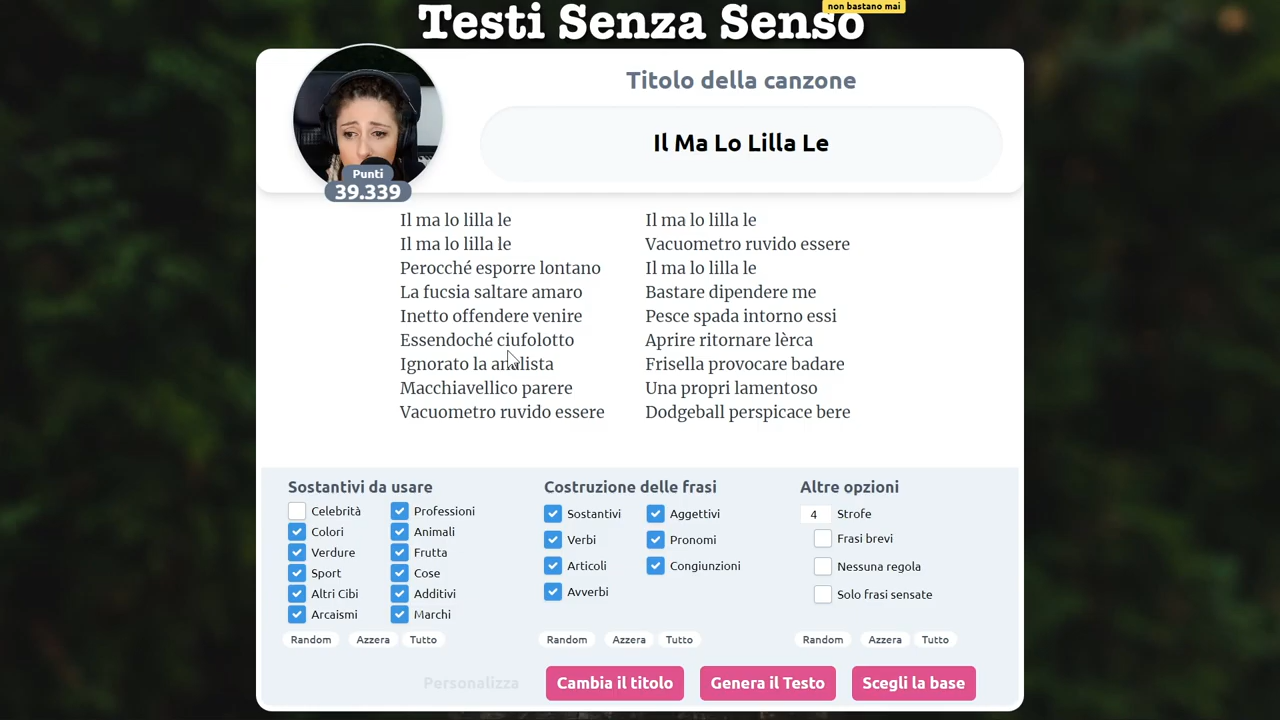 non bastano mai
Testi Senza Senso
Titolo della canzone
Il Ma Lo Lilla Le
Punti
39.339
Il ma lo lilla le
Il ma lo lilla le
Perocché esporre lontano
La fucsia saltare amaro
Inetto offendere venire
Essendoché ciufolotto
Ignorato la analista
Macchiavellico parere
Vacuometro ruvido essere
Il ma lo lilla le
Vacuometro ruvido essere
Il ma lo lilla le
Bastare dipendere me
Pesce spada intorno essi
Aprire ritornare lèrca
Frisella provocare badare
Una propri lamentoso
Dodgeball perspicace bere
Sostantivi da usare
Celebrità
Professioni
Colori
Animali
Verdure
Frutta
Sport
Cose
Altri Cibi
Additivi
Arcaismi
Marchi
Random
Azzera
Tutto
Costruzione delle frasi
Sostantivi
Aggettivi
Verbi
Pronomi
Articoli
Congiunzioni
Avverbi
Random
Azzera
Tutto
Altre opzioni
4 Strofe
Frasi brevi
Nessuna regola
Solo frasi sensate
Random
Azzera
Tutto
Personalizza
Cambia il titolo
Genera il Testo
Scegli la base